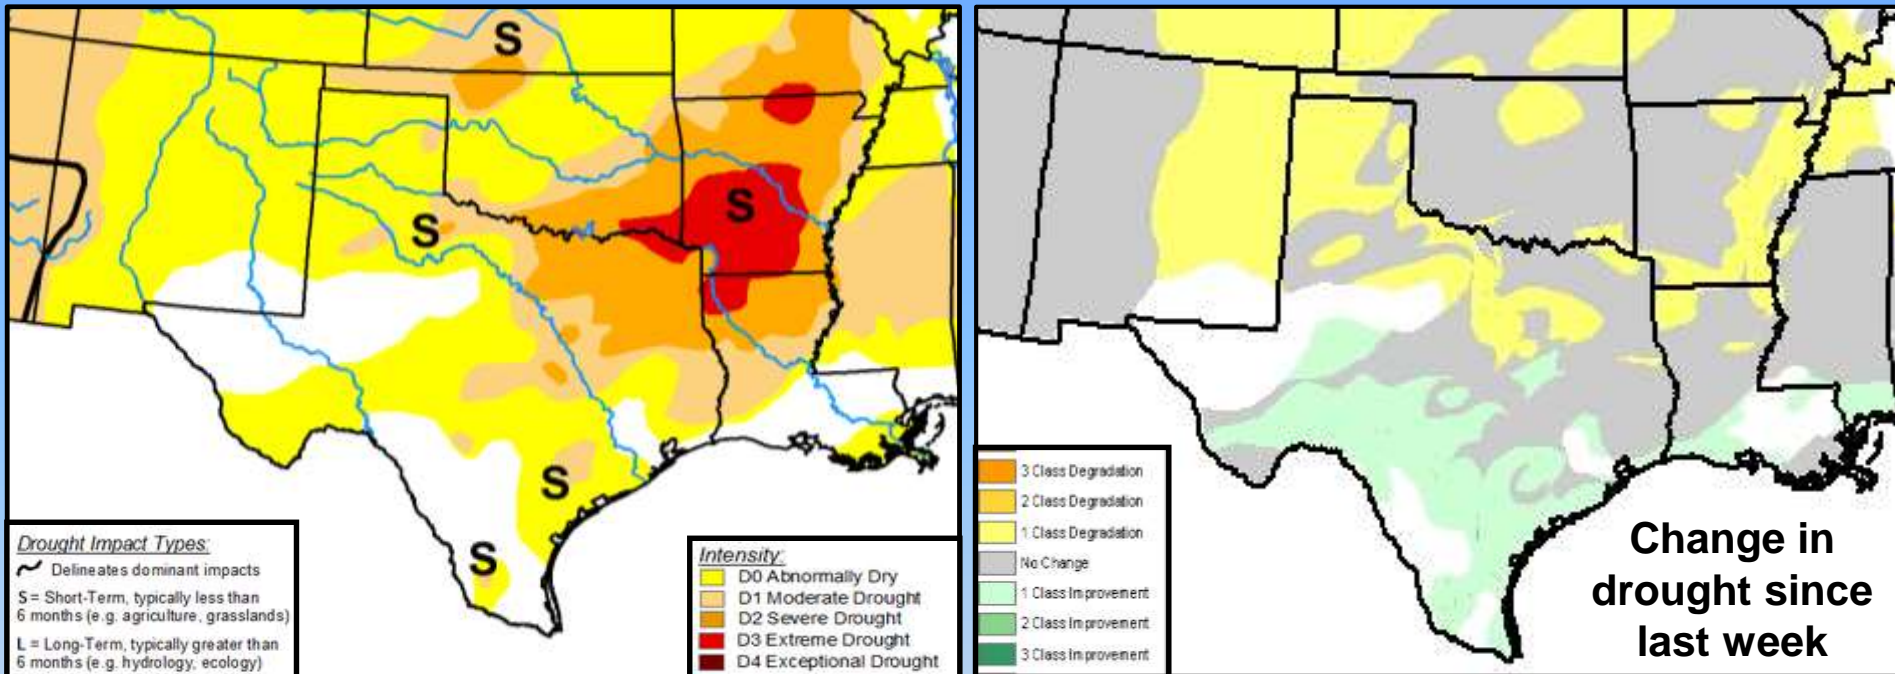 S
S
S
S
S
Drought Impact Types:
Delineates dominant impacts
S = Short-Term, typically less than
6 months (e.g. agriculture, grasslands)
L = Long-Term, typically greater than
6 months (e.g. hydrology, ecology)
Intensity:
D0 Abnormally Dry
D1 Moderate Drought
D2 Severe Drought
D3 Extreme Drought
D4 Exceptional Drought
3 Class Degradation
2 Class Degradation
1 Class Degradation
No Change
1 Class Improvement
2 Class Improvement
3 Class Improvement
Change in
drought since
last week